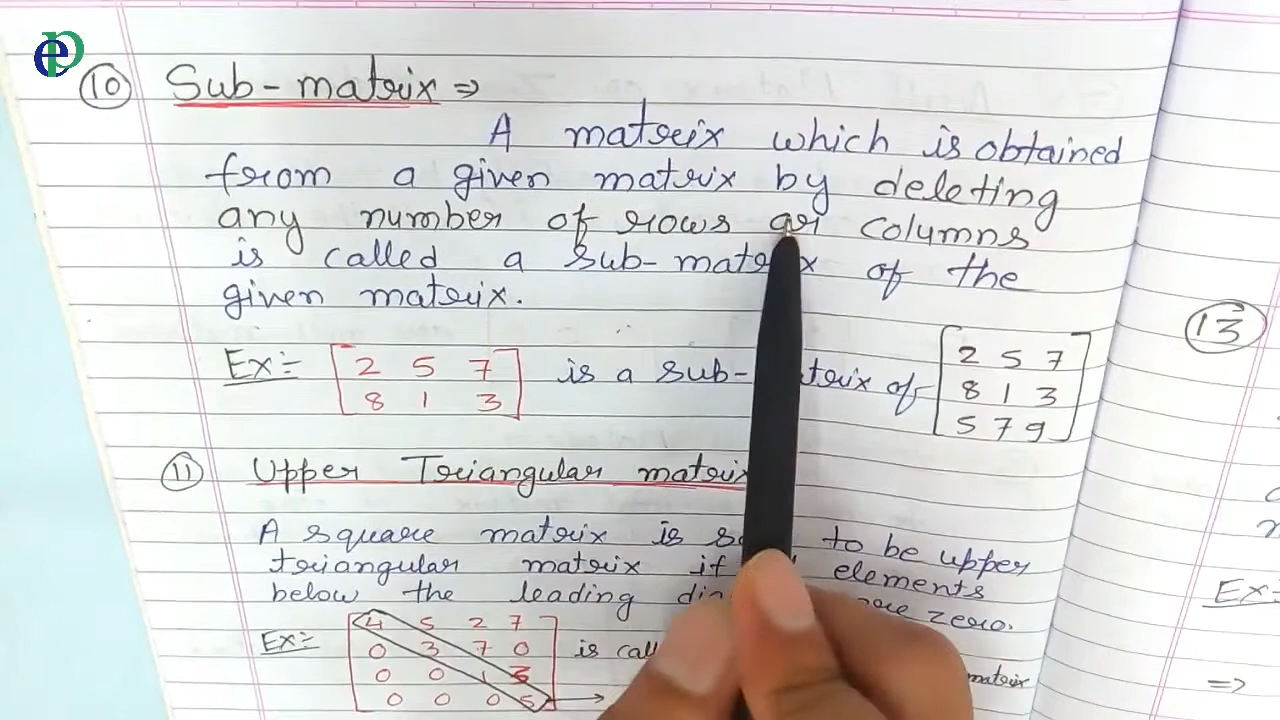 ep
10 Sub-matrix ⇒
A matrix which is obtained
from a given matrix by deleting
any number of rows or columns
is called a sub-matrix of the
given matrix.
Ex:- [2 5 7 is a sub- of [2 5 7
8 1 3] 8 1 3
5 7 9]
11 Upper Triangular matrix
A square matrix is to be upper
triangular matrix if elements
below the leading are zero.
Ex:- [4 5 2 7
0 3 7 0 is
0 0 1 3 matrix
0 0 0 5] →
13
Ex:-
⇒